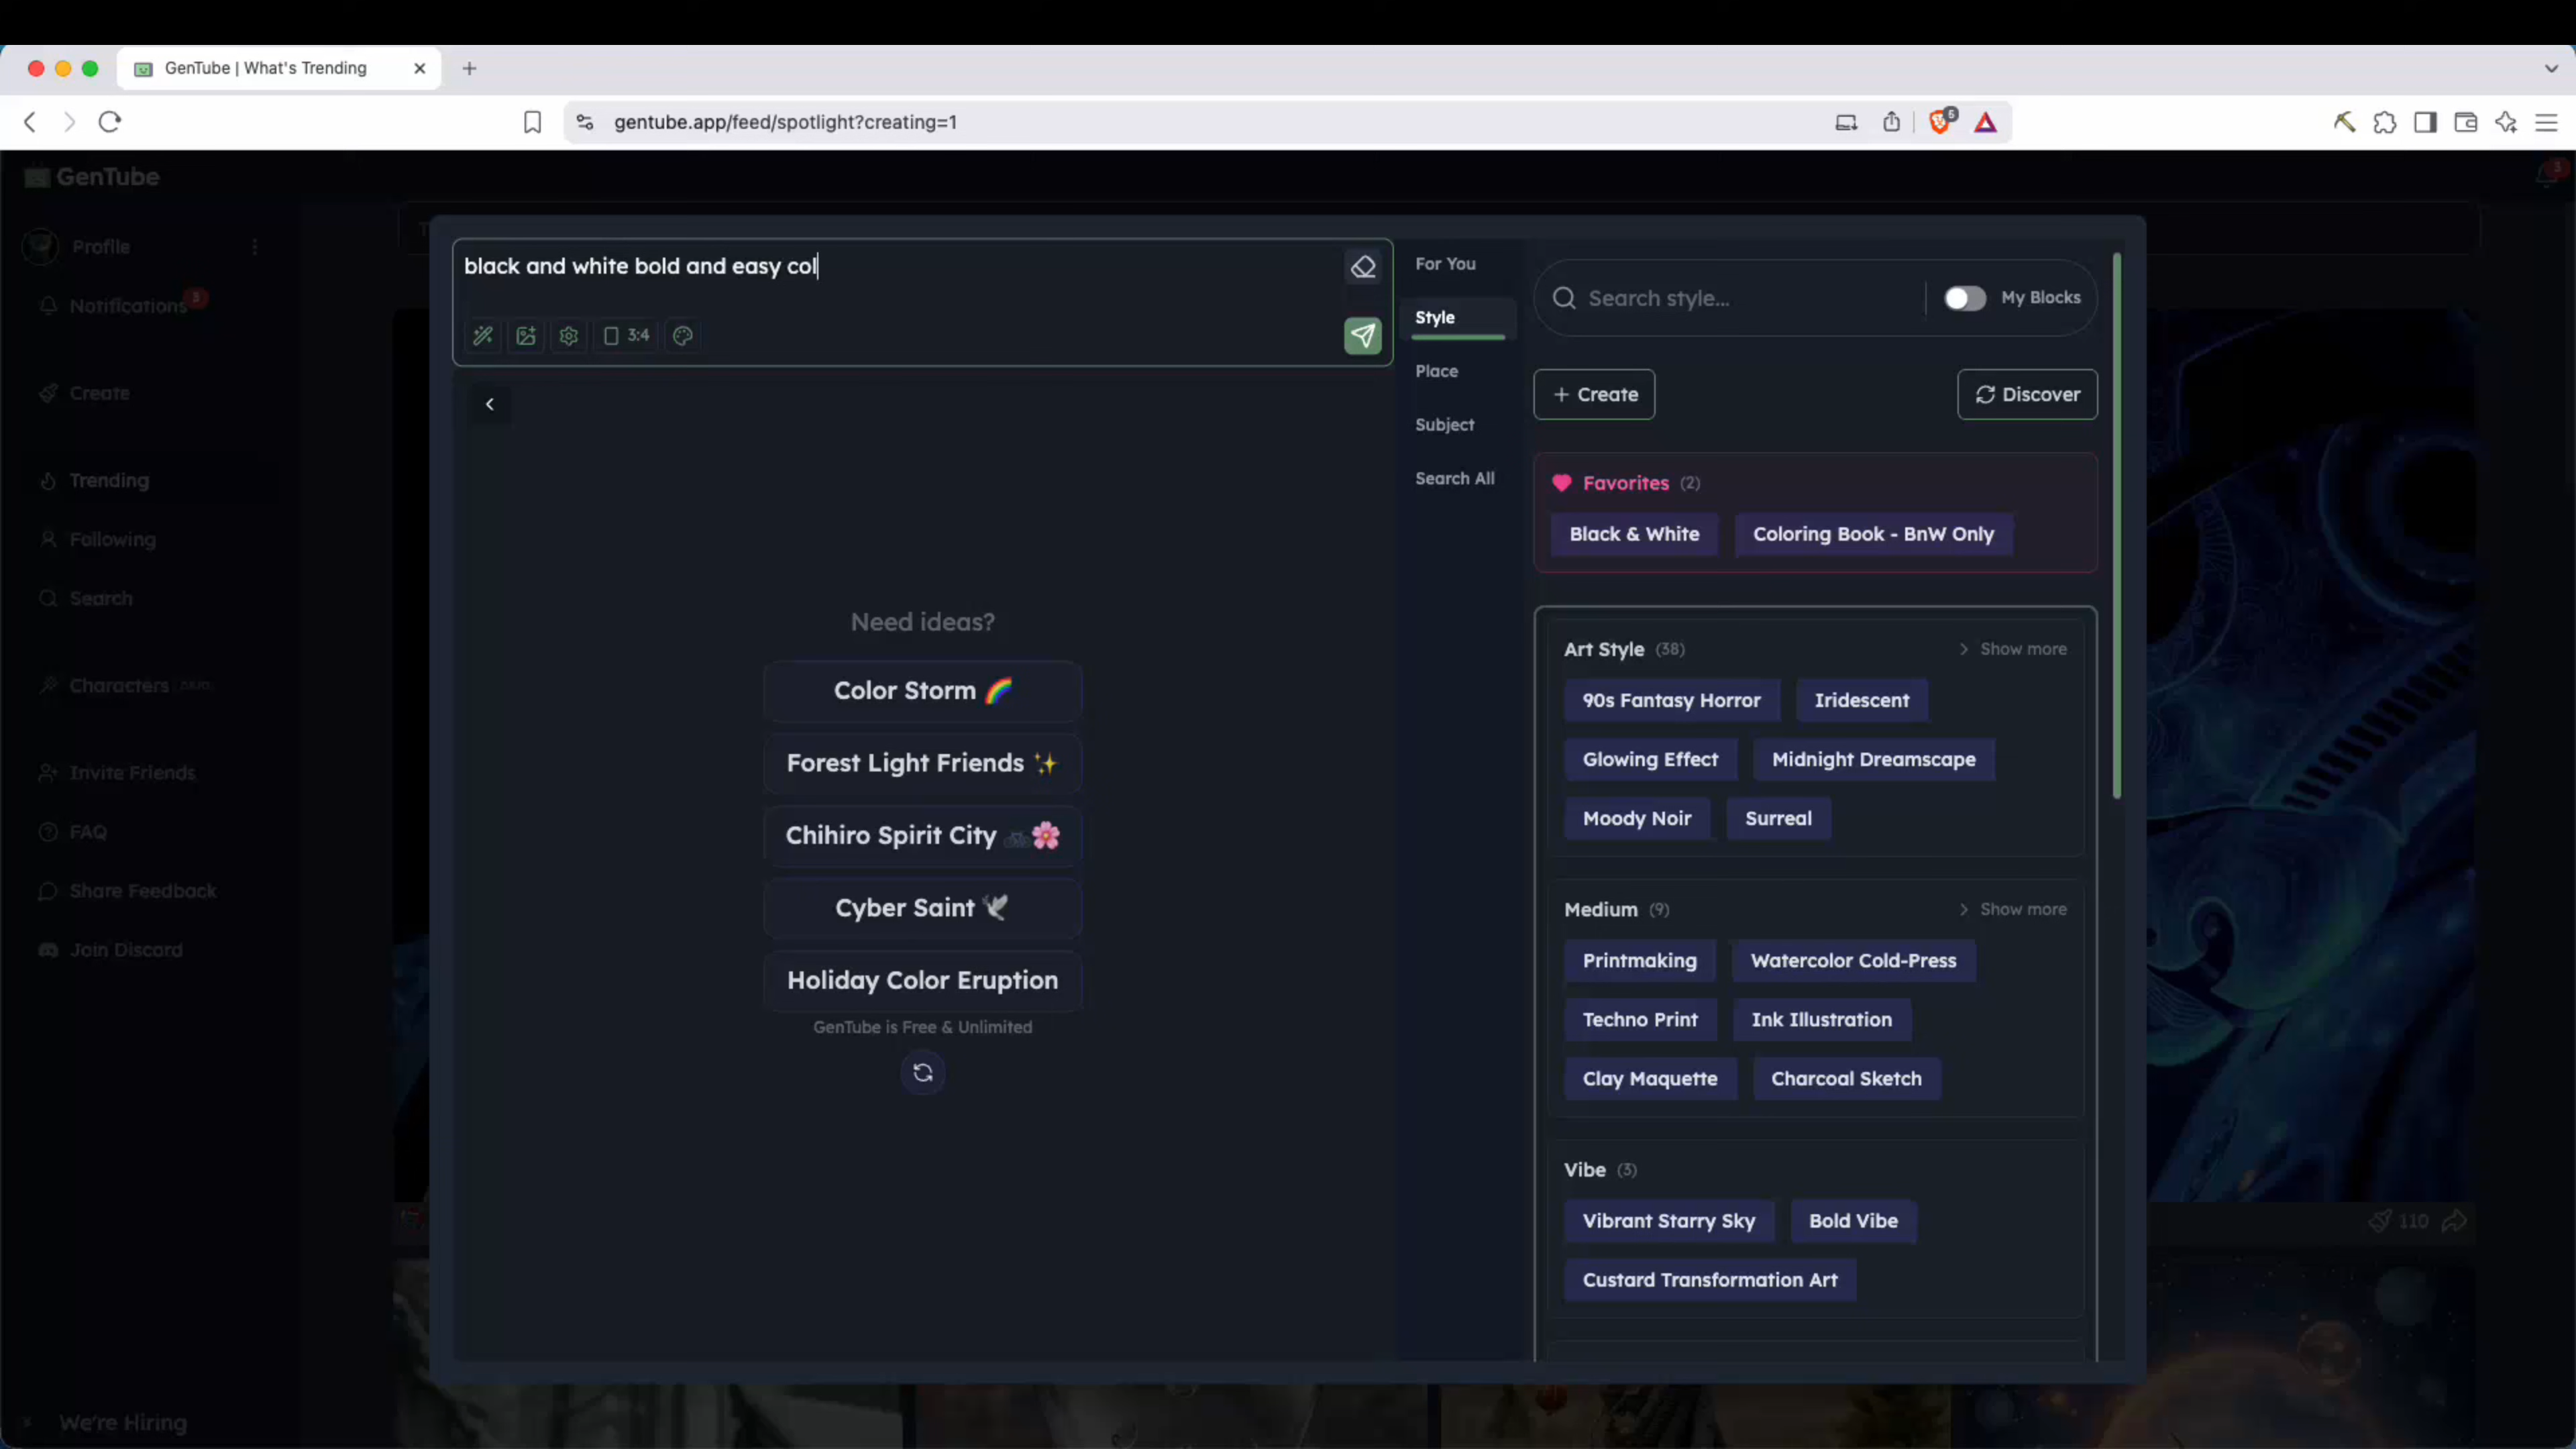 GenTube | What's Trending
gentube.app/feed/spotlight?creating=1
5
GenTube
3
Profile
Notifications
3
Create
Trending
Following
Search
Characters
Invite Friends
FAQ
Share Feedback
Join Discord
We're Hiring
black and white bold and easy col
3:4
Need ideas?
Color Storm 🌈
Forest Light Friends ✨
Chihiro Spirit City 🚲🌸
Cyber Saint 🕊
Holiday Color Eruption
GenTube is Free & Unlimited
For You
Style
Place
Subject
Search All
Search style...
My Blocks
+ Create
Discover
Favorites (2)
Black & White
Coloring Book - BnW Only
Art Style (38)
Show more
90s Fantasy Horror
Iridescent
Glowing Effect
Midnight Dreamscape
Moody Noir
Surreal
Medium (9)
Show more
Printmaking
Watercolor Cold-Press
Techno Print
Ink Illustration
Clay Maquette
Charcoal Sketch
Vibe (3)
Vibrant Starry Sky
Bold Vibe
Custard Transformation Art
110